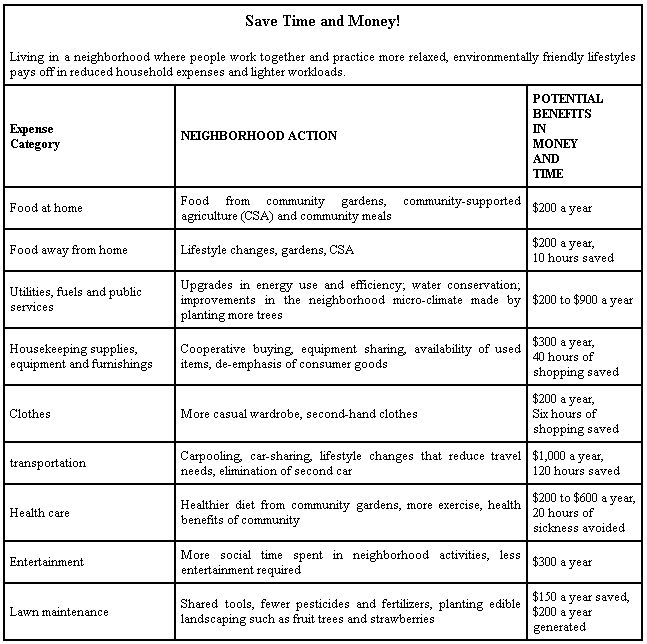 Save Time and Money!
Living in a neighborhood where people work together and practice more relaxed, environmentally friendly lifestyles
pays off in reduced household expenses and lighter workloads.
Expense
Category
NEIGHBORHOOD ACTION
POTENTIAL
BENEFITS
IN
MONEY
AND
TIME
Food at home
Food from community gardens, community-supported
agriculture (CSA) and community meals
$200 a year
Food away from home
Lifestyle changes, gardens, CSA
$200 a year,
10 hours saved
Utilities, fuels and public
services
Upgrades in energy use and efficiency; water conservation;
improvements in the neighborhood micro-climate made by
planting more trees
$200 to $900 a year
Housekeeping supplies,
equipment and furnishings
Cooperative buying, equipment sharing, availability of used
items, de-emphasis of consumer goods
$300 a year,
40 hours of
shopping saved
Clothes
More casual wardrobe, second-hand clothes
$200 a year,
Six hours of
shopping saved
transportation
Carpooling, car-sharing, lifestyle changes that reduce travel
needs, elimination of second car
$1,000 a year,
120 hours saved
Health care
Healthier diet from community gardens, more exercise, health
benefits of community
$200 to $600 a year,
20 hours of
sickness avoided
Entertainment
More social time spent in neighborhood activities, less
entertainment required
$300 a year
Lawn maintenance
Shared tools, fewer pesticides and fertilizers, planting edible
landscaping such as fruit trees and strawberries
$150 a year saved,
$200 a year
generated